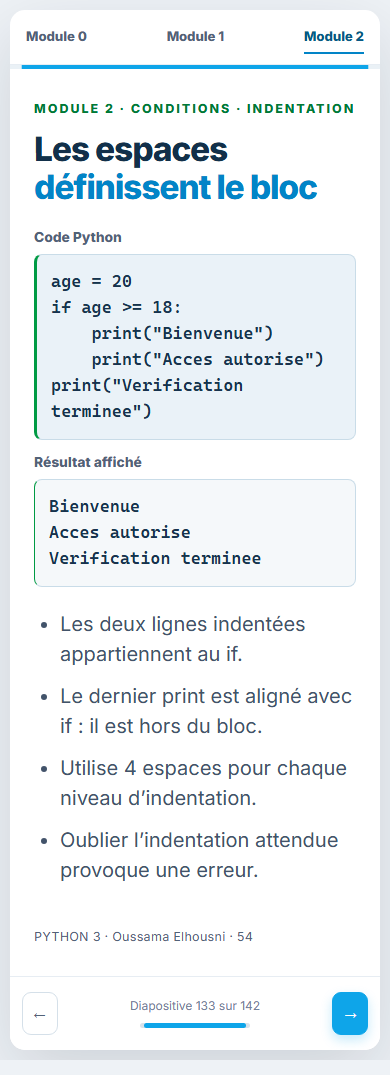 Module 0
Module 1
Module 2
MODULE 2 · CONDITIONS · INDENTATION
Les espaces
définissent le bloc
Code Python
age = 20
if age >= 18:
    print("Bienvenue")
    print("Acces autorise")
print("Verification
terminee")
Résultat affiché
Bienvenue
Acces autorise
Verification terminee
• Les deux lignes indentées
appartiennent au if.
• Le dernier print est aligné avec
if : il est hors du bloc.
• Utilise 4 espaces pour chaque
niveau d’indentation.
• Oublier l’indentation attendue
provoque une erreur.
PYTHON 3 · Oussama Elhousni · 54
← Diapositive 133 sur 142 →